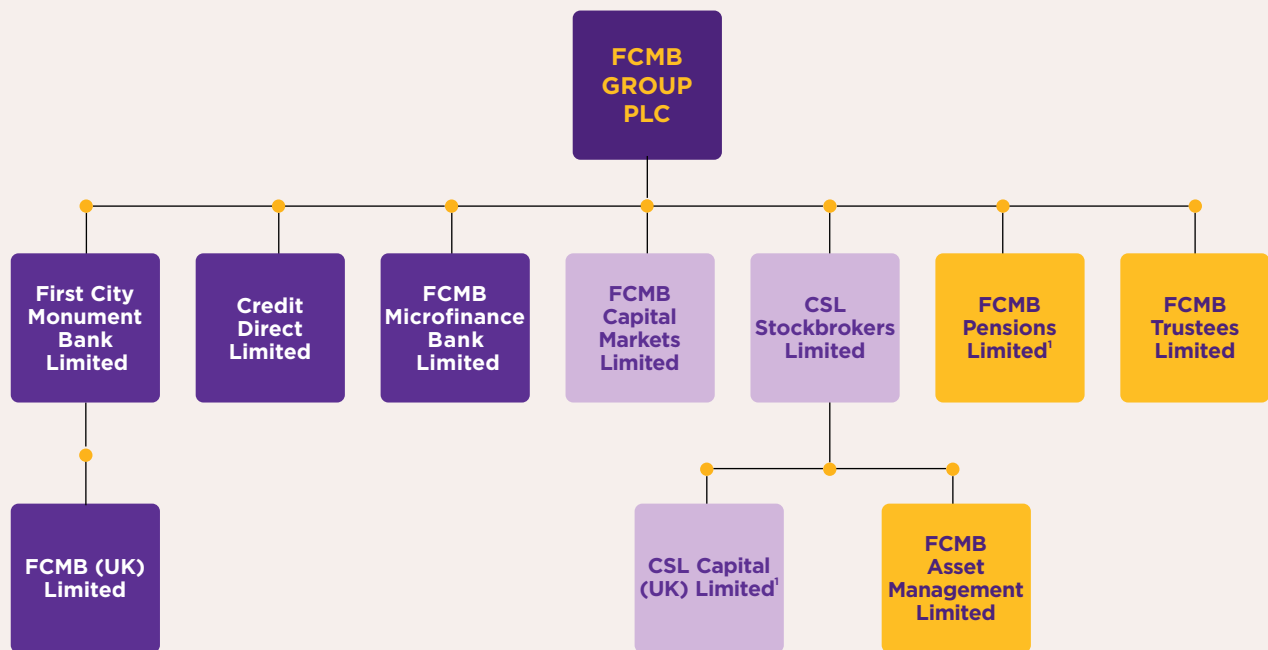 FCMB
GROUP
PLC
First City
Monument
Bank
Limited
Credit
Direct
Limited
FCMB
Microfinance
Bank
Limited
FCMB
Capital
Markets
Limited
CSL
Stockbrokers
Limited
FCMB
Pensions
Limited¹
FCMB
Trustees
Limited
FCMB (UK)
Limited
CSL Capital
(UK) Limited¹
FCMB
Asset
Management
Limited